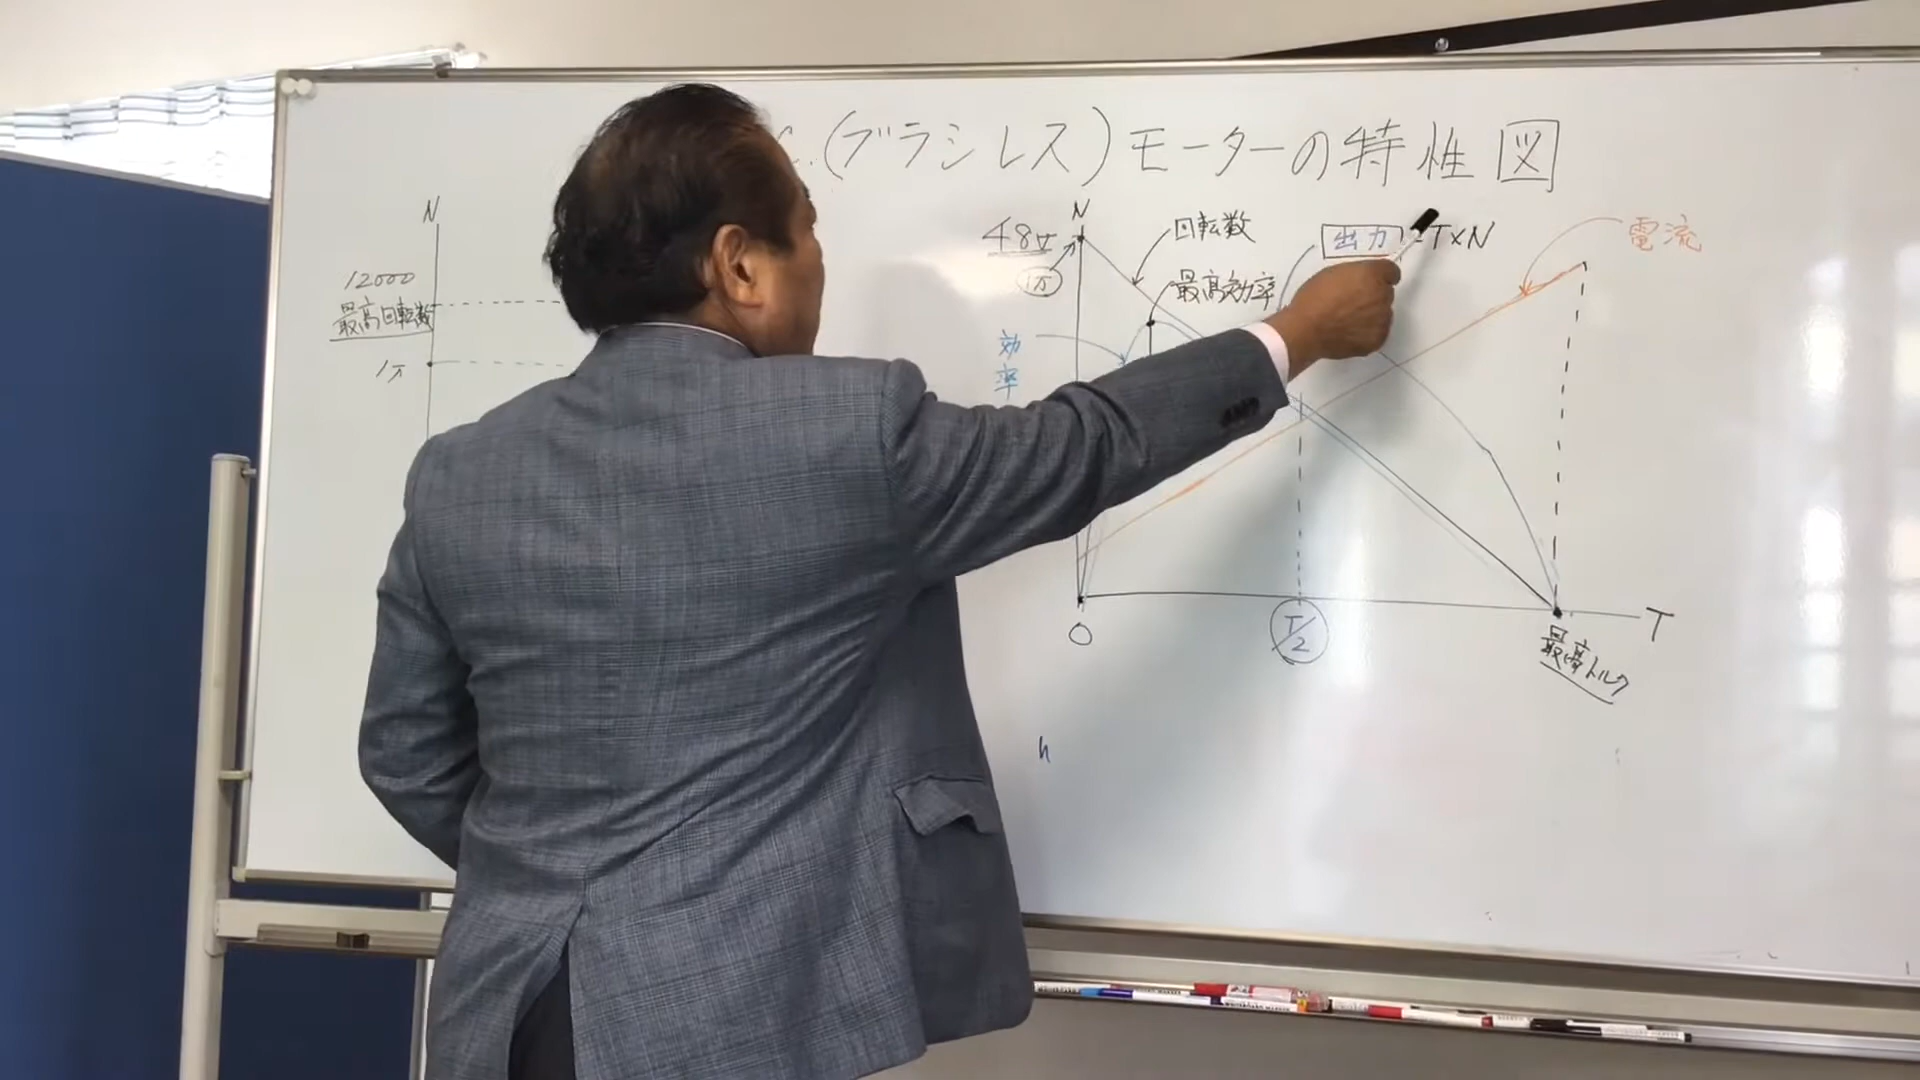 C.(ブラシレス)モーターの特性図
N
12000
最高回転数
1万
N
48V
1万
回転数
最高効率
出力 = T×N
電流
効率
0
T/2
T
最高トルク
h